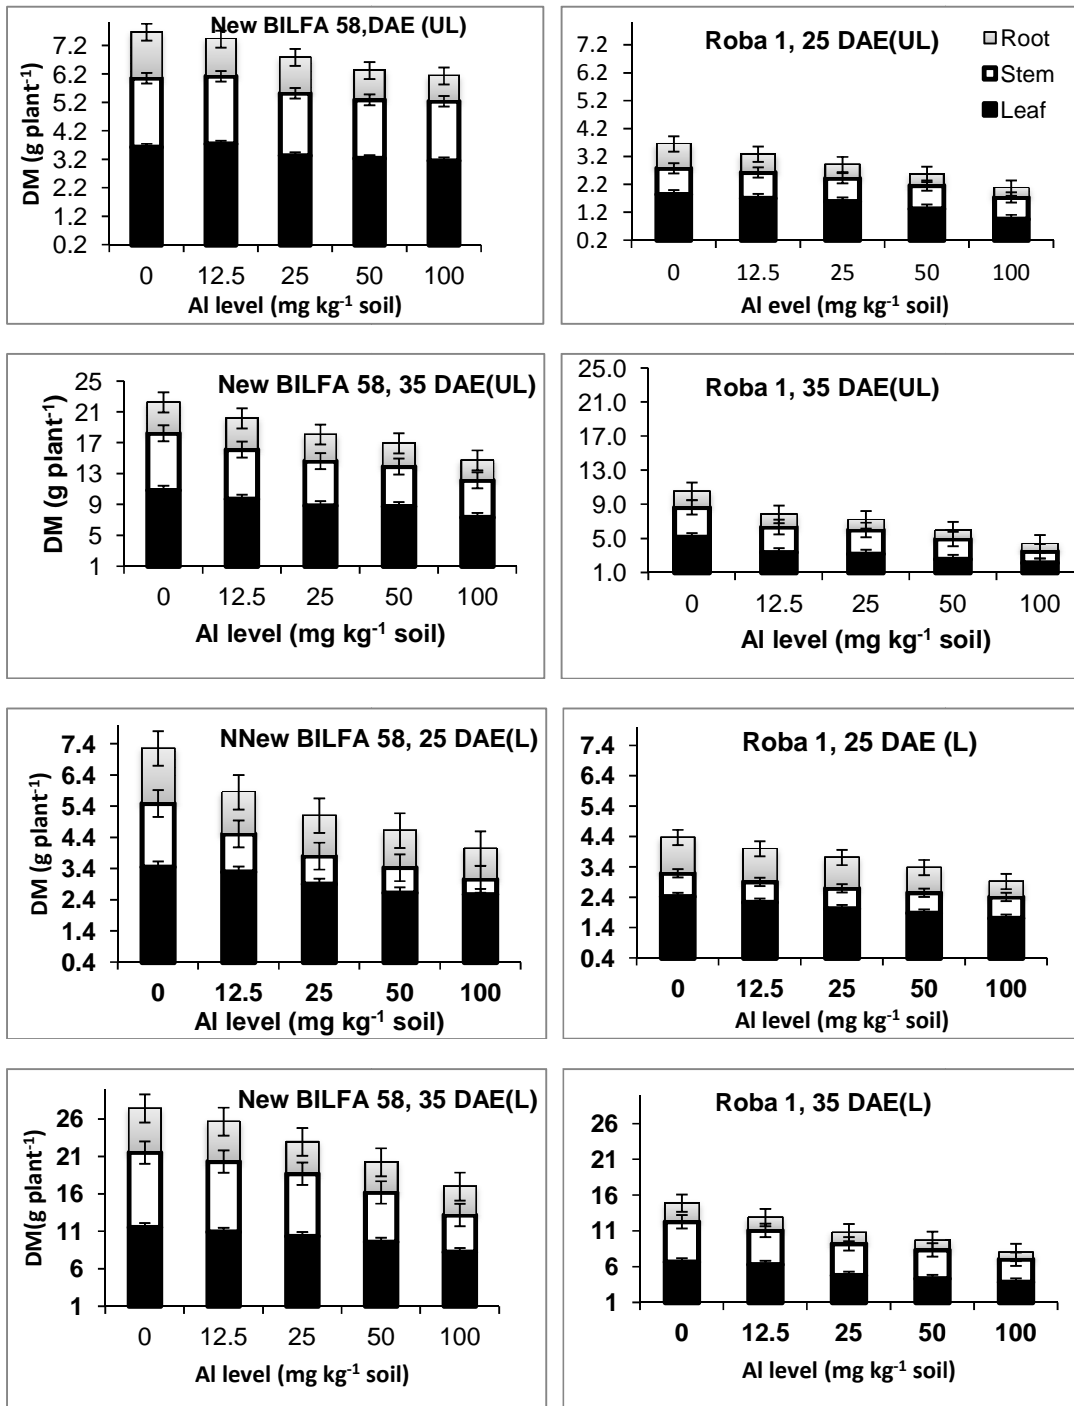 New BILFA 58,DAE (UL)
DM (g plant⁻¹)
7.2
6.2
5.2
4.2
3.2
2.2
1.2
0.2
0 12.5 25 50 100
Al level (mg kg⁻¹ soil)
Roba 1, 25 DAE(UL)
Root
Stem
Leaf
7.2
6.2
5.2
4.2
3.2
2.2
1.2
0.2
0 12.5 25 50 100
Al evel (mg kg⁻¹ soil)
New BILFA 58, 35 DAE(UL)
DM (g plant⁻¹)
25
21
17
13
9
5
1
0 12.5 25 50 100
Al level (mg kg⁻¹ soil)
Roba 1, 35 DAE(UL)
25.0
21.0
17.0
13.0
9.0
5.0
1.0
0 12.5 25 50 100
Al level (mg kg⁻¹ soil)
NNew BILFA 58, 25 DAE(L)
DM (g plant⁻¹)
7.4
6.4
5.4
4.4
3.4
2.4
1.4
0.4
0 12.5 25 50 100
Al level (mg kg⁻¹ soil)
Roba 1, 25 DAE (L)
7.4
6.4
5.4
4.4
3.4
2.4
1.4
0.4
0 12.5 25 50 100
Al level (mg kg⁻¹ soil)
New BILFA 58, 35 DAE(L)
DM(g plant⁻¹)
26
21
16
11
6
1
0 12.5 25 50 100
Al level (mg kg⁻¹ soil)
Roba 1, 35 DAE(L)
26
21
16
11
6
1
0 12.5 25 50 100
Al level (mg kg⁻¹ soil)